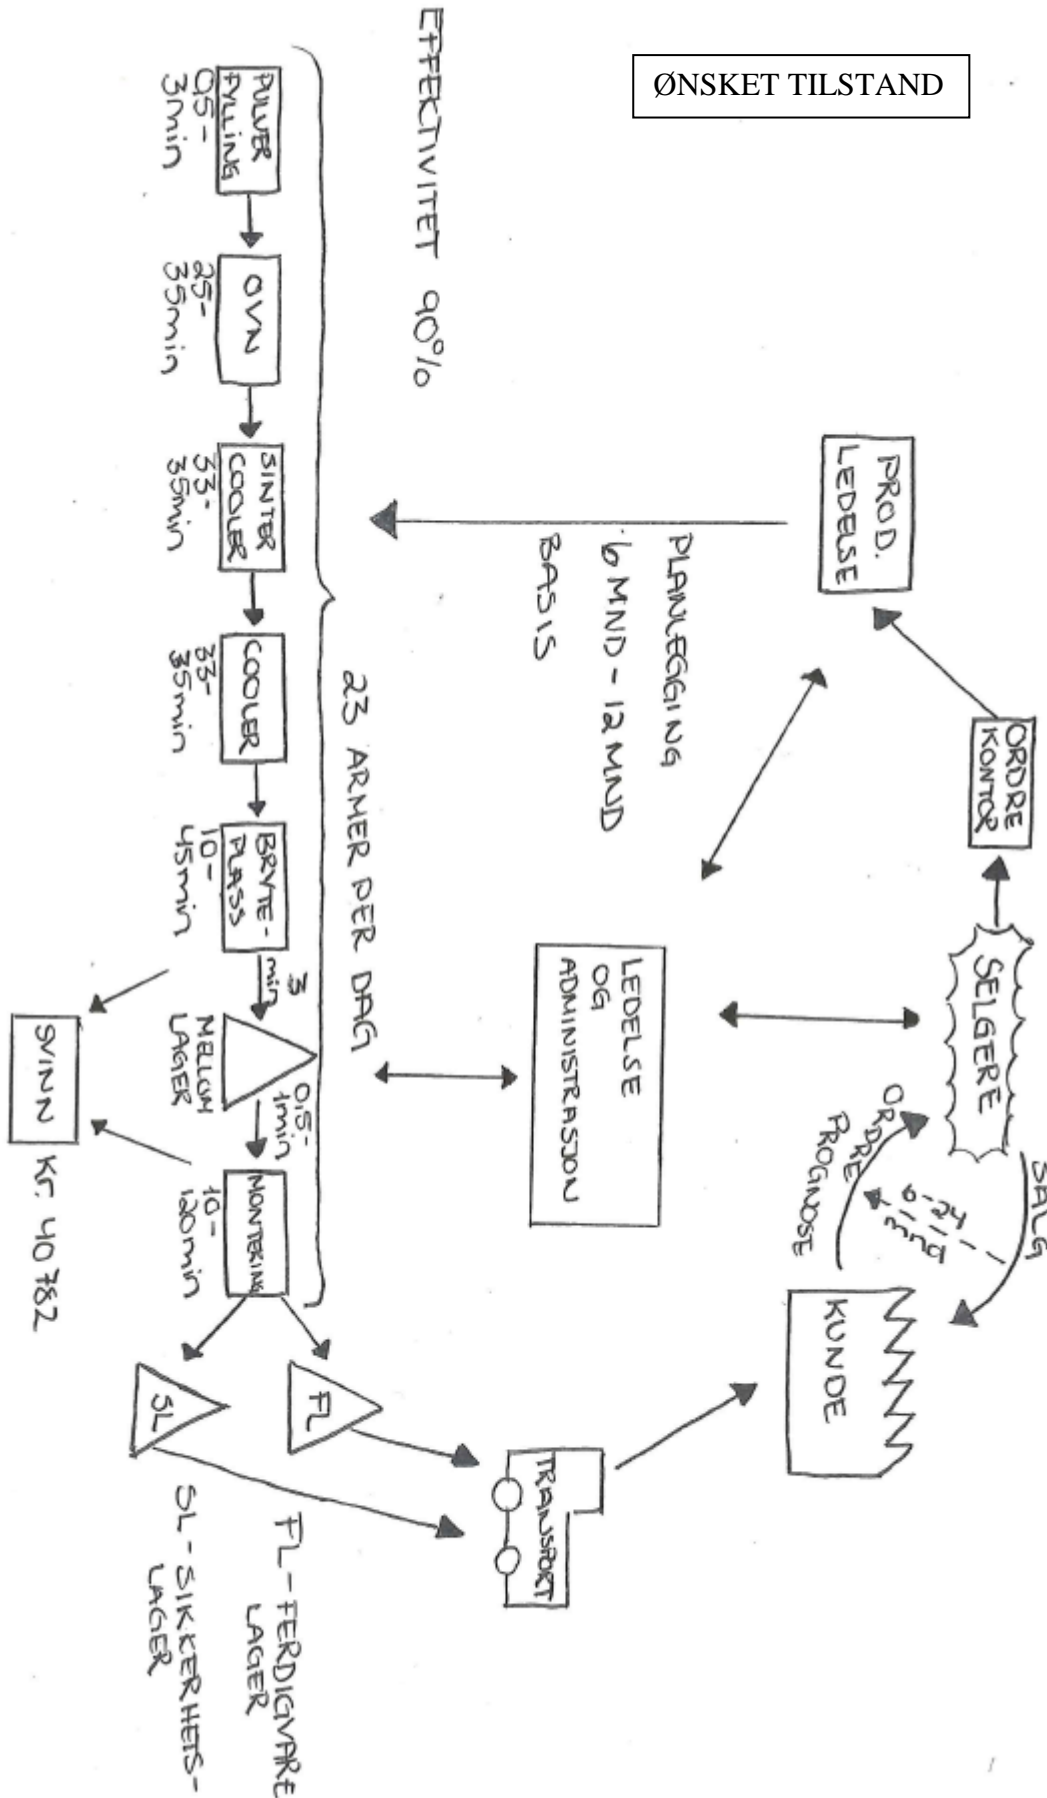 ØNSKET TILSTAND
SALG
SELGERE
ORDRE
KONTOR
PROD.
LEDELSE
ORDRE
PROGNOSE
6-24
mnd
KUNDE
LEDELSE
OG
ADMINISTRASJON
PLANLEGGING
6 MND - 12 MND
BASIS
TRANSPORT
EFFEKTIVITET 90%
23 ARMER PER DAG
PULVER
FYLLING
0,5-
3min
OVN
25-
35min
SINTER
COOLER
33-
35min
COOLER
33-
35min
BRYTE-
PLASS
10-
45min
3
min
MELLOM
LAGER
0,5-
1min
MONTERING
10-
120min
FL
SL
FL - FERDIGVARE
LAGER
SL - SIKKERHETS-
LAGER
SVINN
Kr. 40 782